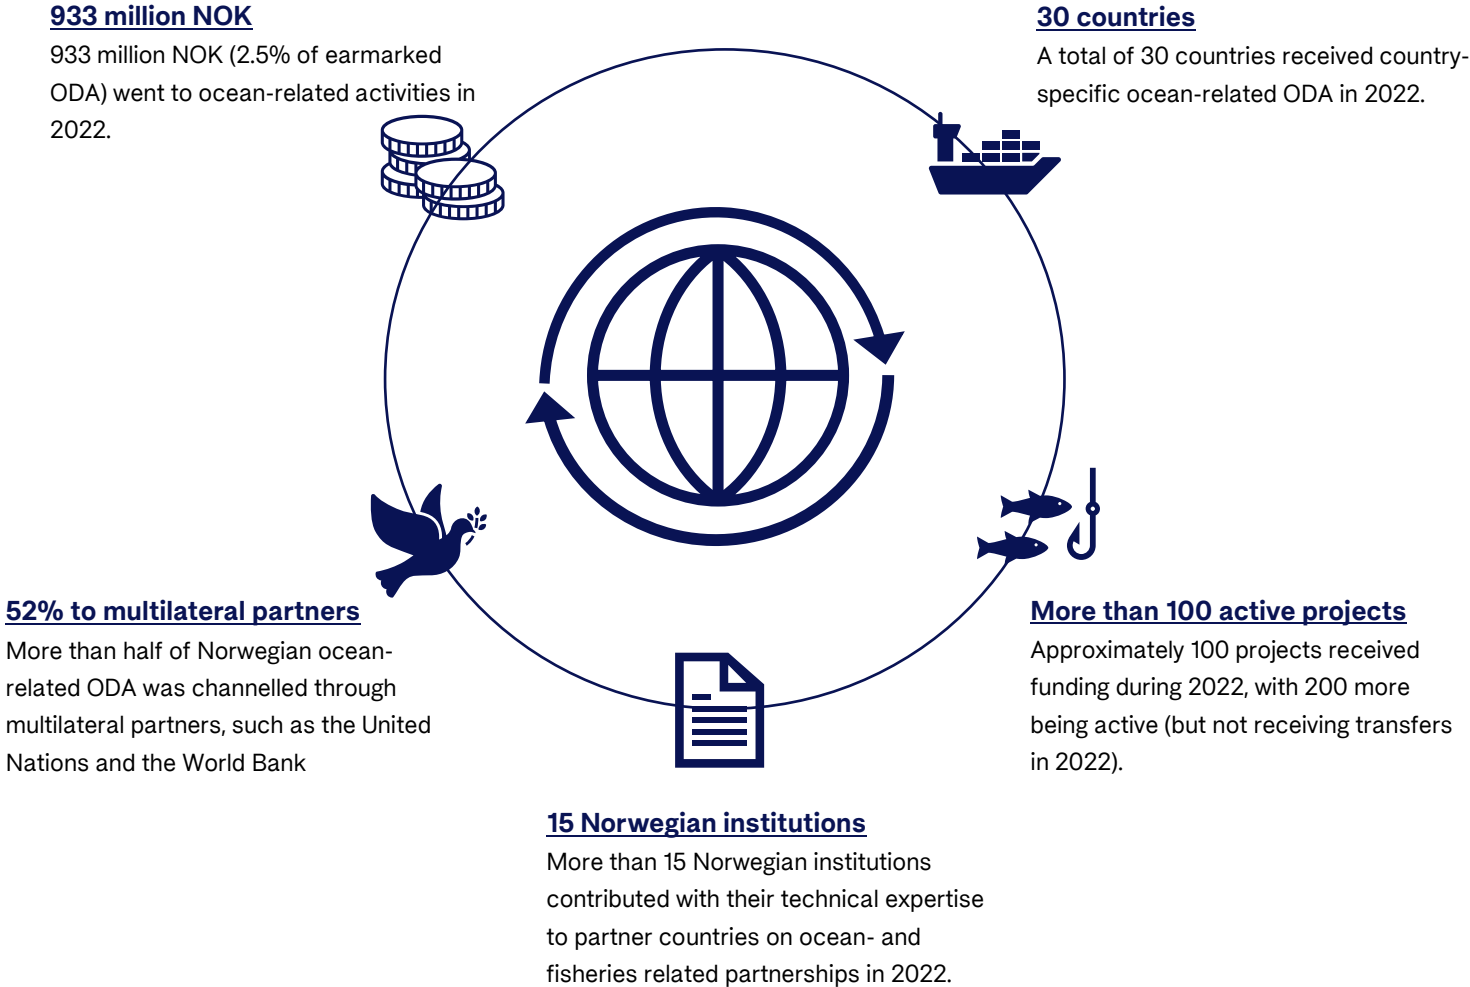 933 million NOK
933 million NOK (2.5% of earmarked
ODA) went to ocean-related activities in
2022.
30 countries
A total of 30 countries received country-
specific ocean-related ODA in 2022.
52% to multilateral partners
More than half of Norwegian ocean-
related ODA was channelled through
multilateral partners, such as the United
Nations and the World Bank
More than 100 active projects
Approximately 100 projects received
funding during 2022, with 200 more
being active (but not receiving transfers
in 2022).
15 Norwegian institutions
More than 15 Norwegian institutions
contributed with their technical expertise
to partner countries on ocean- and
fisheries related partnerships in 2022.